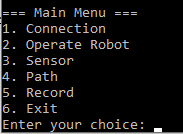 === Main Menu ===
1. Connection
2. Operate Robot
3. Sensor
4. Path
5. Record
6. Exit
Enter your choice: